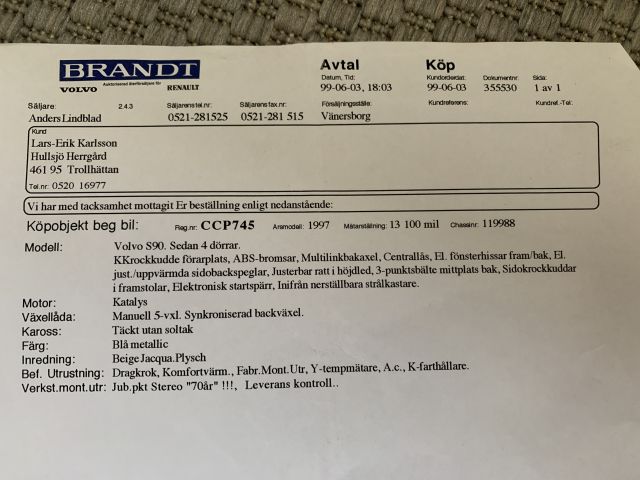 BRANDT
Auktoriserad återförsäljare för
VOLVO RENAULT
Avtal Köp
Datum, Tid: Kundorderdat: Dokumentnr: Sida:
99-06-03, 18:03 99-06-03 355530 1 av 1
Säljare: 2.4.3 Säljarens tel.nr: Säljarens fax.nr: Försäljningsställe: Kundreferens: Kundref.-Tel:
Anders Lindblad 0521-281525 0521-281 515 Vänersborg
Kund
Lars-Erik Karlsson
Hullsjö Herrgård
461 95 Trollhättan
Tel.nr: 0520 16977
Vi har med tacksamhet mottagit Er beställning enligt nedanstående:
Köpobjekt beg bil: Reg.nr: CCP745 Årsmodell: 1997 Mätarställning: 13 100 mil Chassinr: 119988
Modell: Volvo S90. Sedan 4 dörrar.
KKrockkudde förarplats, ABS-bromsar, Multilinkbakaxel, Centrallås, El. fönsterhissar fram/bak, El.
just./uppvärmda sidobackspeglar, Justerbar ratt i höjdled, 3-punktsbälte mittplats bak, Sidokrockkuddar
i framstolar, Elektronisk startspärr, Inifrån nerställbara strålkastare.
Motor: Katalys
Växellåda: Manuell 5-vxl. Synkroniserad backväxel.
Kaross: Täckt utan soltak
Färg: Blå metallic
Inredning: Beige Jacqua.Plysch
Bef. Utrustning: Dragkrok, Komfortvärm., Fabr.Mont.Utr, Y-tempmätare, A.c., K-farthållare.
Verkst.mont.utr: Jub.pkt Stereo "70år" !!!, Leverans kontroll..